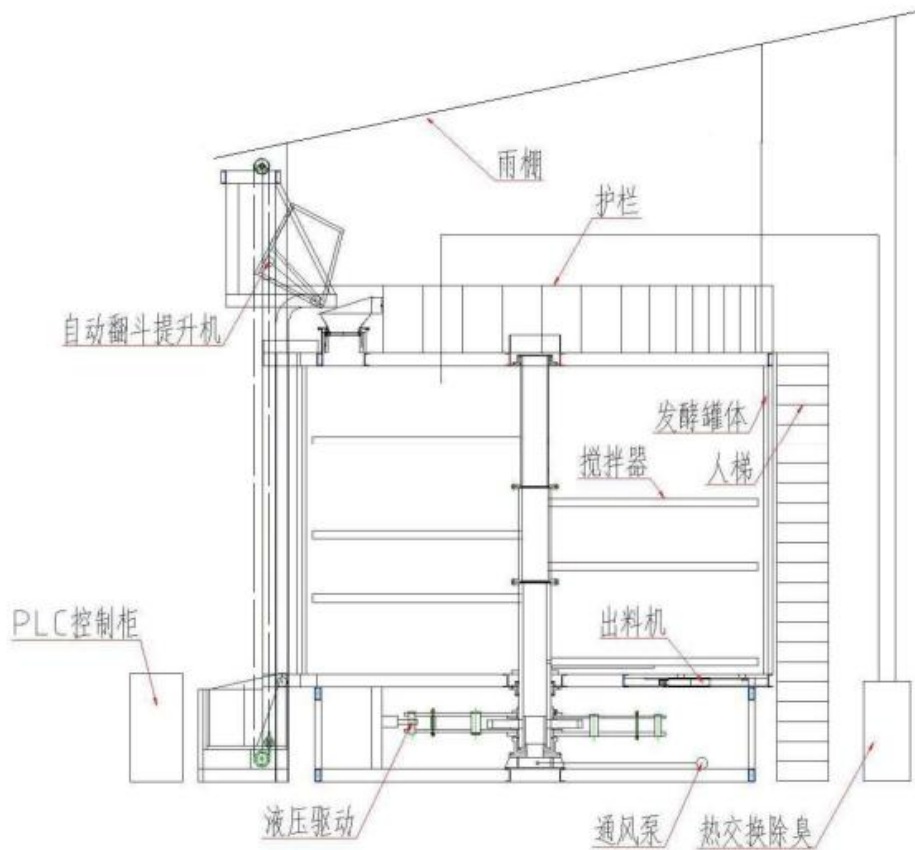 雨棚
护栏
自动翻斗提升机
发酵罐体
搅拌器
人梯
PLC控制柜
出料机
液压驱动
通风泵
热交换除臭